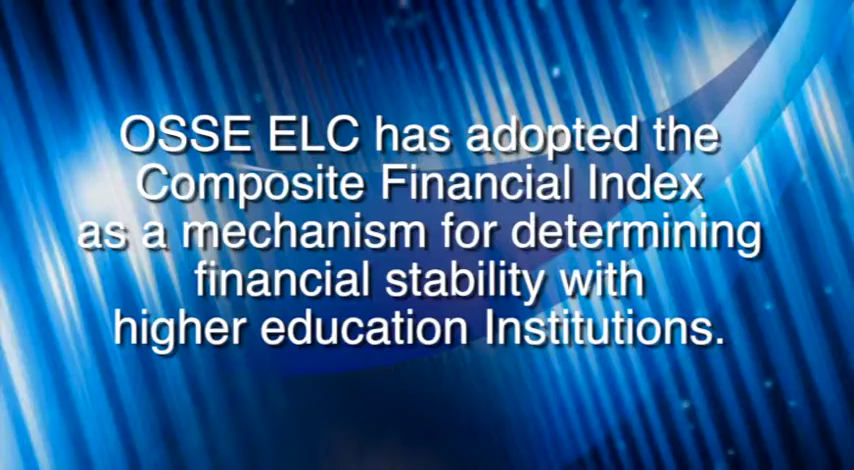 OSSE ELC has adopted the
Composite Financial Index
as a mechanism for determining
financial stability with
higher education Institutions.